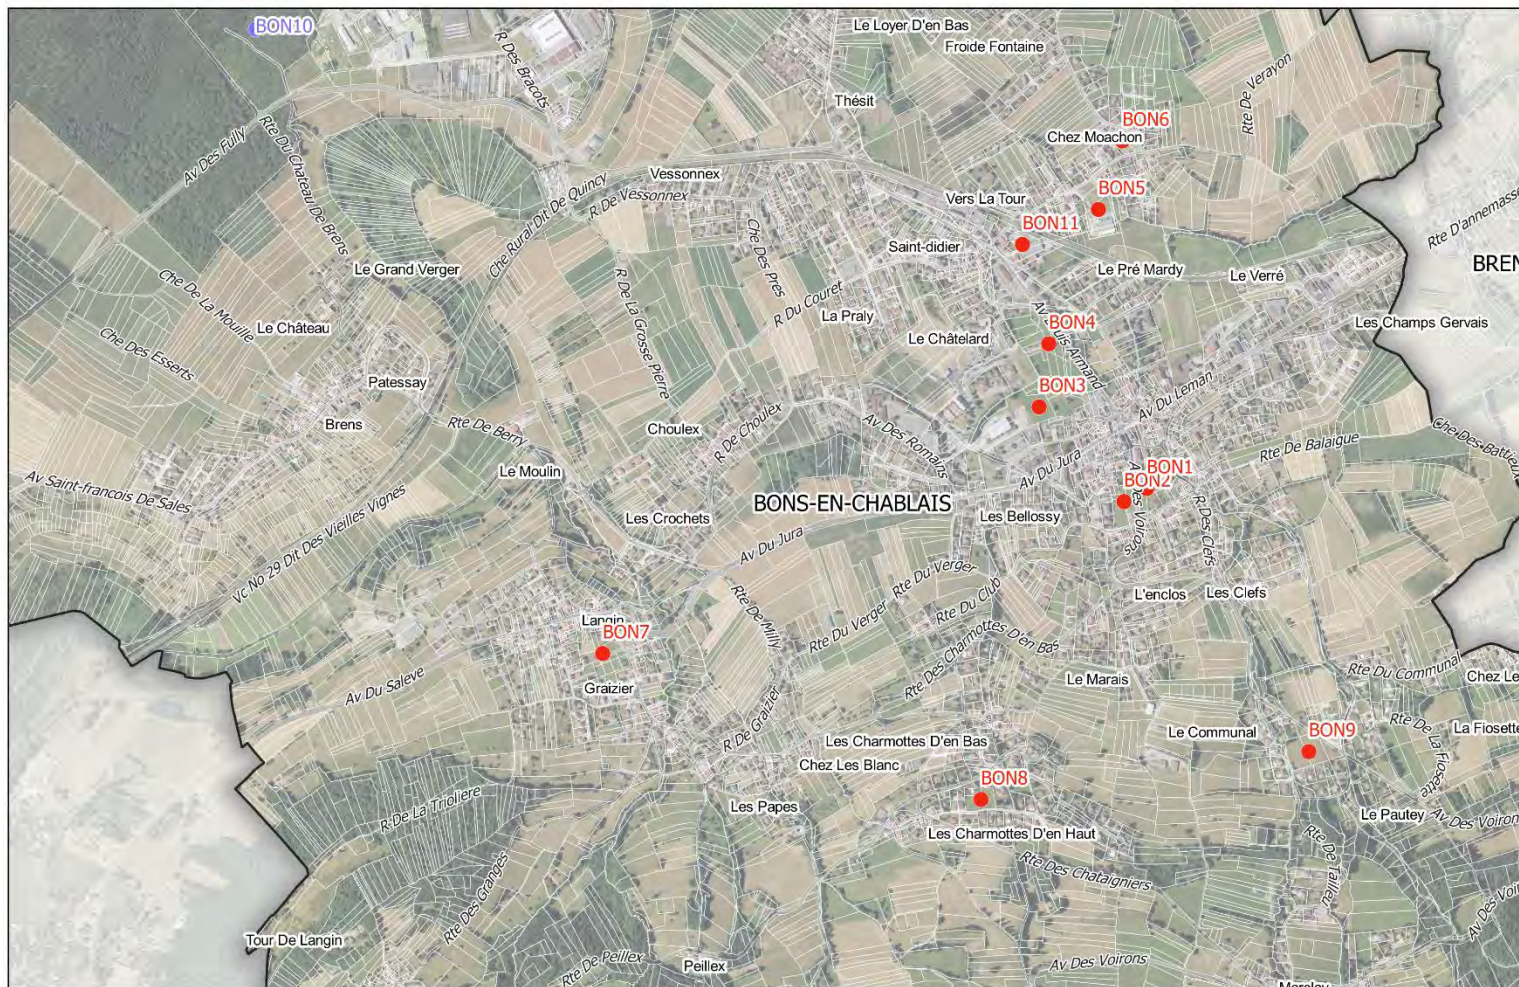 BON10
Le Loyer D'en Bas
Froide Fontaine
R. Des Bracots
Rte De Verayon
Thésit
BON6
Chez Moachon
Av Des Fully
Rte Du Chateau De Brens
Vessonnex
R. De Vessonnex
Che Rural Dit De Quincy
Vers La Tour
BON5
BON11
Rte D'annemasse
Saint-didier
Le Grand Verger
Che Des Pres
Le Pré Mardy
Le Verré
BREN
Che De La Mouille
R. De La Grosse Pierre
R. Du Couret
La Praly
Le Château
Le Châtelard
BON4
Av Louis Armand
Les Champs Gervais
Che Des Esserts
Patessay
BON3
Av Du Leman
Brens
Rte De Berry
Choulex
R. De Choulex
Av Des Romains
Rte De Balaigue
Che Des Battieux
Le Moulin
Av Du Jura
BON1
BON2
Av Saint-francois De Sales
BONS-EN-CHABLAIS
Les Crochets
Les Bellossy
Av Des Voirons
R. Des Clefs
Vc No 29 Dit Des Vieilles Vignes
Av Du Jura
Rte De Milly
Rte Du Verger
Rte Du Club
L'enclos
Les Clefs
Langin
BON7
Rte Du Verger
Rte Des Charmottes D'en Bas
Av Du Saleve
Graizier
Le Marais
Rte Du Communal
Chez Le
R. De Graizier
Les Charmottes D'en Bas
Le Communal
BON9
Rte De La Fiosette
La Fiosette
Chez Les Blanc
BON8
R. De La Trioliere
Les Papes
Les Charmottes D'en Haut
Le Pautey
Av Des Voirons
Rte Des Granges
Rte Des Chataigniers
Rte De Tailleur
Av Des Voi
Tour De Langin
Rte De Peillex
Peillex
Av Des Voirons